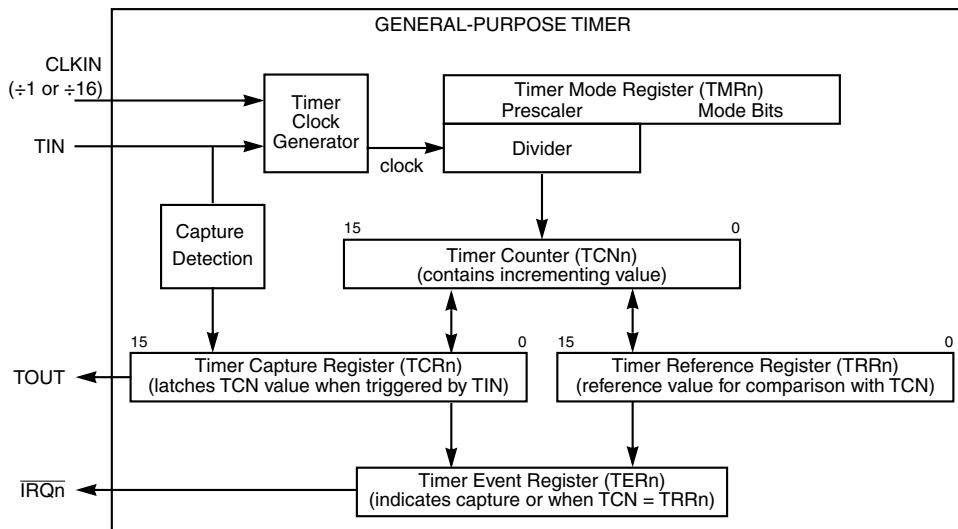 GENERAL-PURPOSE TIMER
CLKIN
(÷1 or ÷16)
TIN
Timer
Clock
Generator
clock
Timer Mode Register (TMRn)
Prescaler Mode Bits
Divider
Capture
Detection
15 0
Timer Counter (TCNn)
(contains incrementing value)
15 0
Timer Capture Register (TCRn)
(latches TCN value when triggered by TIN)
15 0
Timer Reference Register (TRRn)
(reference value for comparison with TCN)
TOUT
Timer Event Register (TERn)
(indicates capture or when TCN = TRRn)
IRQn